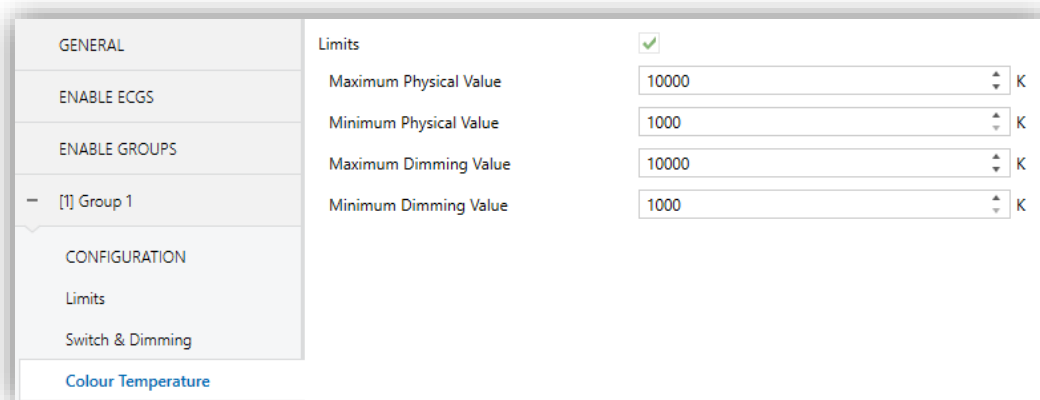 GENERAL
ENABLE ECGS
ENABLE GROUPS
[1] Group 1
CONFIGURATION
Limits
Switch & Dimming
Colour Temperature
Limits
Maximum Physical Value 10000 K
Minimum Physical Value 1000 K
Maximum Dimming Value 10000 K
Minimum Dimming Value 1000 K